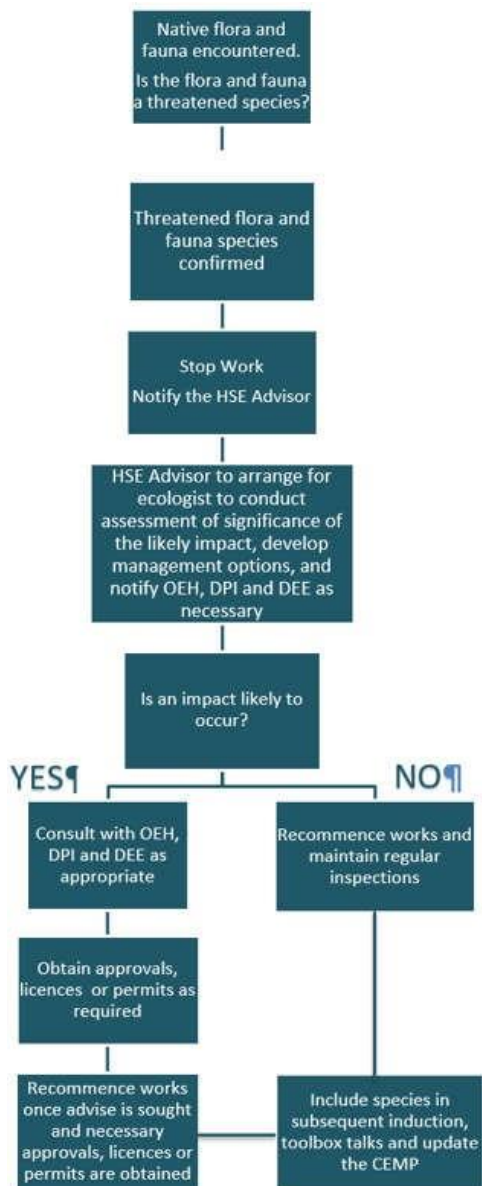 Native flora and
fauna encountered.
Is the flora and fauna
a threatened species?
Threatened flora and
fauna species
confirmed
Stop Work
Notify the HSE Advisor
HSE Advisor to arrange for
ecologist to conduct
assessment of significance of
the likely impact, develop
management options, and
notify OEH, DPI and DEE as
necessary
Is an impact likely to
occur?
YES¶
NO¶
Consult with OEH,
DPI and DEE as
appropriate
Recommence works and
maintain regular
inspections
Obtain approvals,
licences or permits as
required
Recommence works
once advise is sought
and necessary
approvals, licences or
permits are obtained
Include species in
subsequent induction,
toolbox talks and update
the CEMP